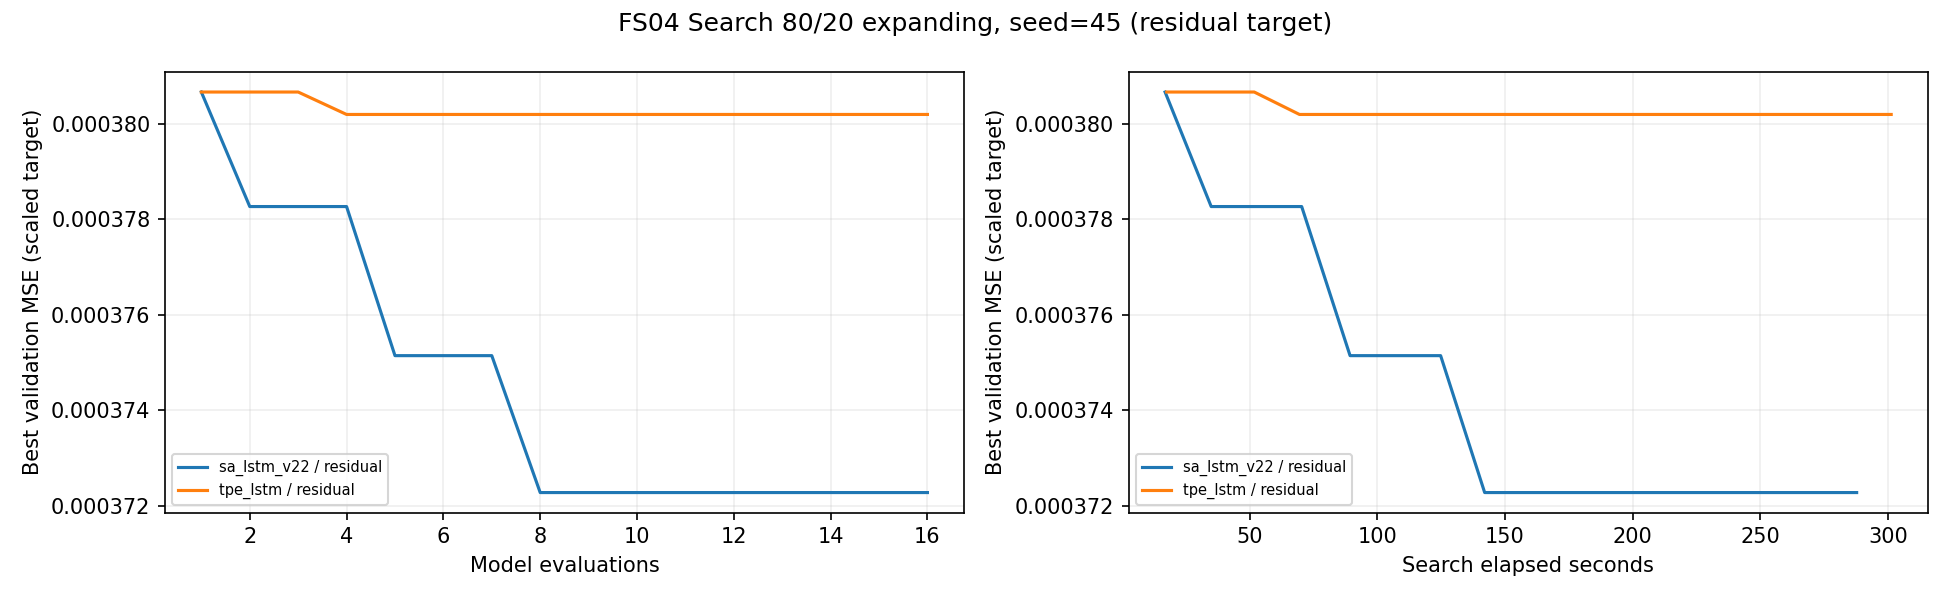 FS04 Search 80/20 expanding, seed=45 (residual target)
Best validation MSE (scaled target)
0.000380
0.000378
0.000376
0.000374
0.000372
sa_lstm_v22 / residual
tpe_lstm / residual
2 4 6 8 10 12 14 16
Model evaluations
Best validation MSE (scaled target)
0.000380
0.000378
0.000376
0.000374
0.000372
sa_lstm_v22 / residual
tpe_lstm / residual
50 100 150 200 250 300
Search elapsed seconds